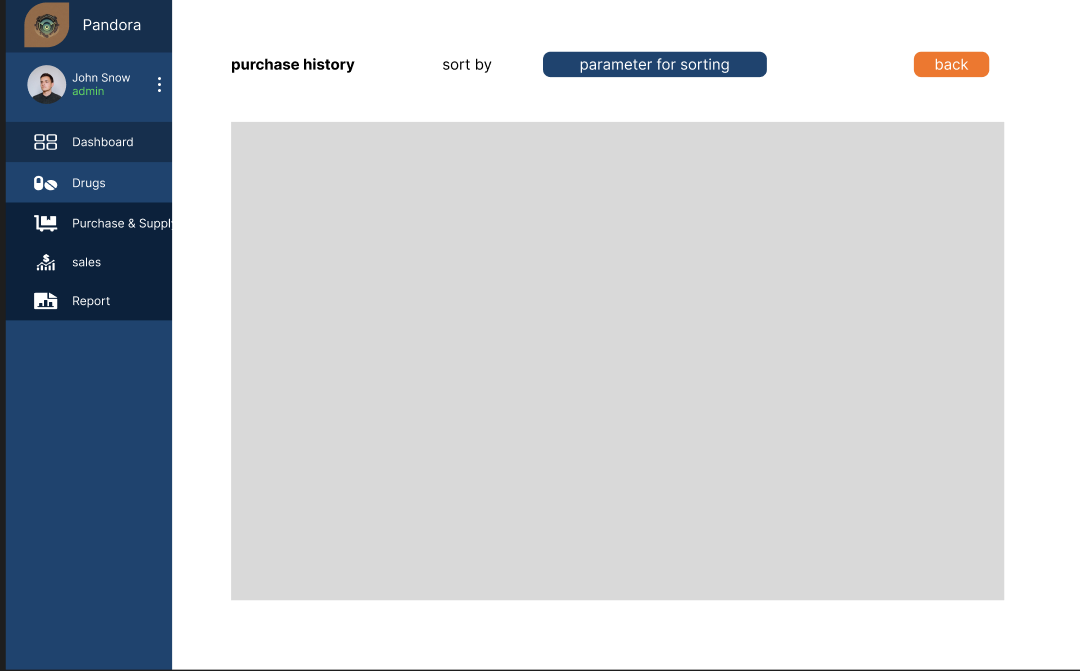 Pandora
John Snow
admin
Dashboard
Drugs
Purchase & Suppl
sales
Report
purchase history
sort by
parameter for sorting
back